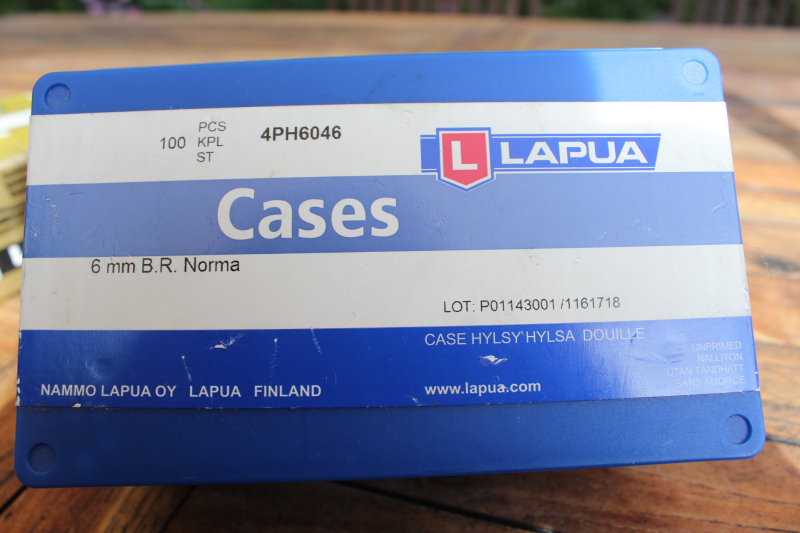 100 PCS
KPL
ST
4PH6046
L LAPUA
Cases
6 mm B.R. Norma
LOT: P01143001 /1161718
CASE HYLSY HYLSA DOUILLE
UNPRIMED
NALLITON
UTAN TÄNDHATT
SANS AMORCE
NAMMO LAPUA OY LAPUA FINLAND
www.lapua.com